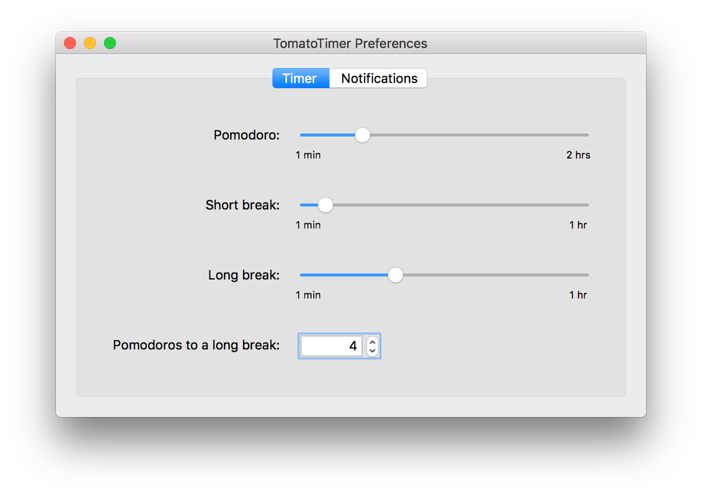 TomatoTimer Preferences
Timer Notifications
Pomodoro:
1 min 2 hrs
Short break:
1 min 1 hr
Long break:
1 min 1 hr
Pomodoros to a long break: 4